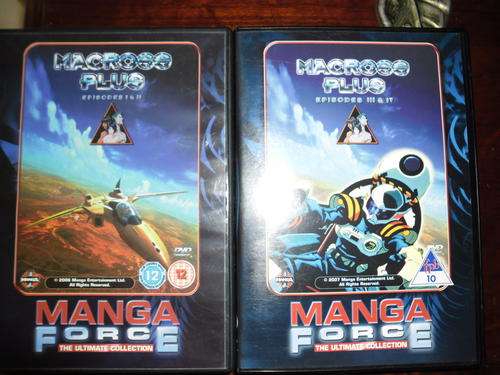 MACROSS
PLUS
EPISODES I & II
DVD
12
12
© 2006 Manga Entertainment Ltd.
All Rights Reserved.
MANGA
FORCE
THE ULTIMATE COLLECTION
MACROSS
PLUS
EPISODES III & IV
DVD
10
© 2007 Manga Entertainment Ltd.
All Rights Reserved.
MANGA
FORCE
THE ULTIMATE COLLECTION